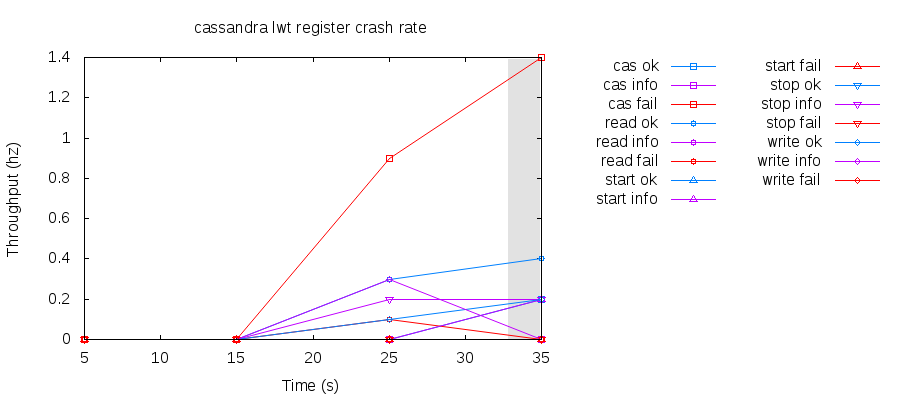 cassandra lwt register crash rate
Throughput (hz)
1.4
1.2
1
0.8
0.6
0.4
0.2
0
5
10
15
20
25
30
35
Time (s)
cas ok
cas info
cas fail
read ok
read info
read fail
start ok
start info
start fail
stop ok
stop info
stop fail
write ok
write info
write fail